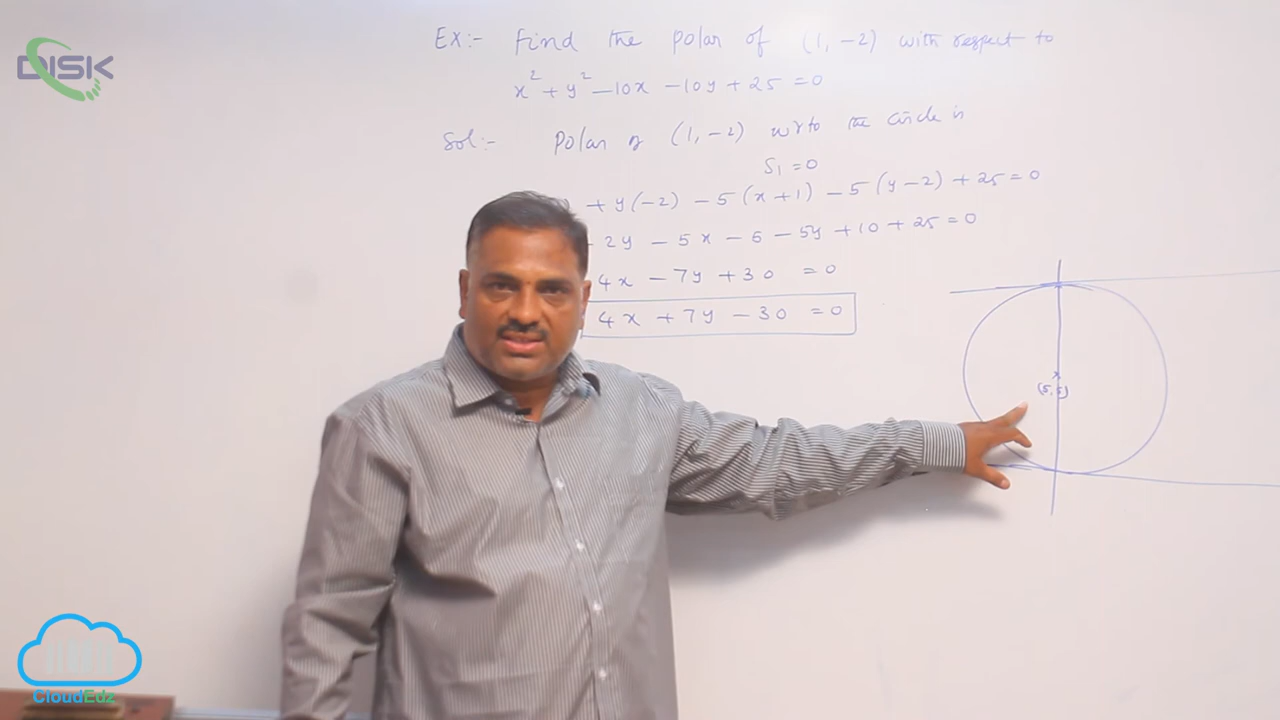 DISK
Ex:- Find the polar of (1, -2) with respect to
x² + y² - 10x - 10y + 25 = 0
Sol:- Polar of (1, -2) w r to the circle is
S₁ = 0
+ y(-2) - 5(x+1) - 5(y-2) + 25 = 0
2y - 5x - 5 - 5y + 10 + 25 = 0
4x - 7y + 30 = 0
4x + 7y - 30 = 0
(5, 5)
CloudEdz